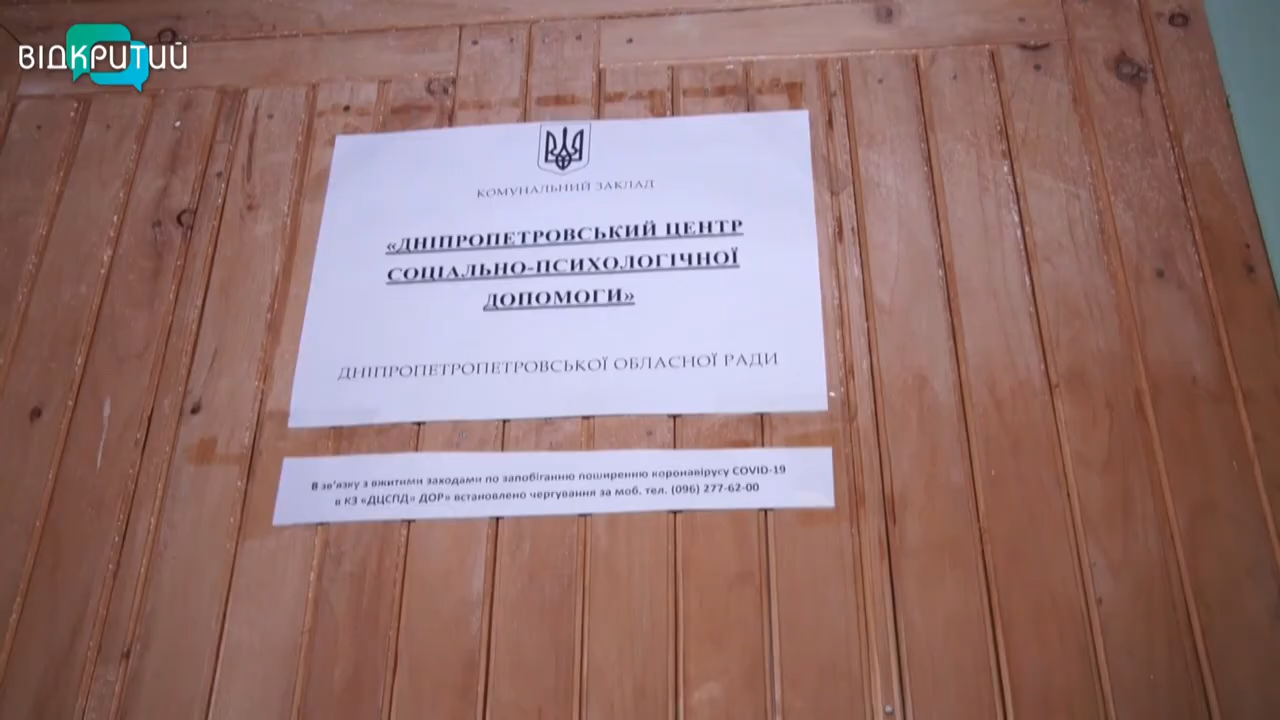 ВІДКРИТИЙ
КОМУНАЛЬНИЙ ЗАКЛАД
«ДНІПРОПЕТРОВСЬКИЙ ЦЕНТР
СОЦІАЛЬНО-ПСИХОЛОГІЧНОЇ
ДОПОМОГИ»
ДНІПРОПЕТРОПЕТРОВСЬКОЇ ОБЛАСНОЇ РАДИ
В зв'язку з вжитими заходами по запобіганню поширенню коронавірусу COVID-19
в КЗ «ДЦСПД» ДОР» встановлено чергування за моб. тел. (096) 277-62-00